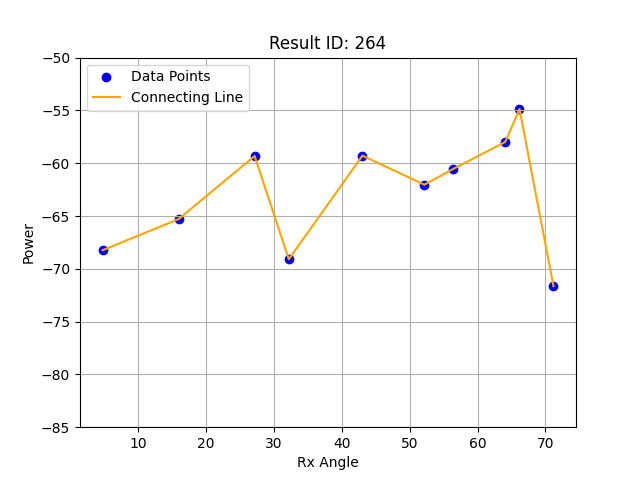 Result ID: 264
Data Points
Connecting Line
Power
−50
−55
−60
−65
−70
−75
−80
−85
10 20 30 40 50 60 70
Rx Angle